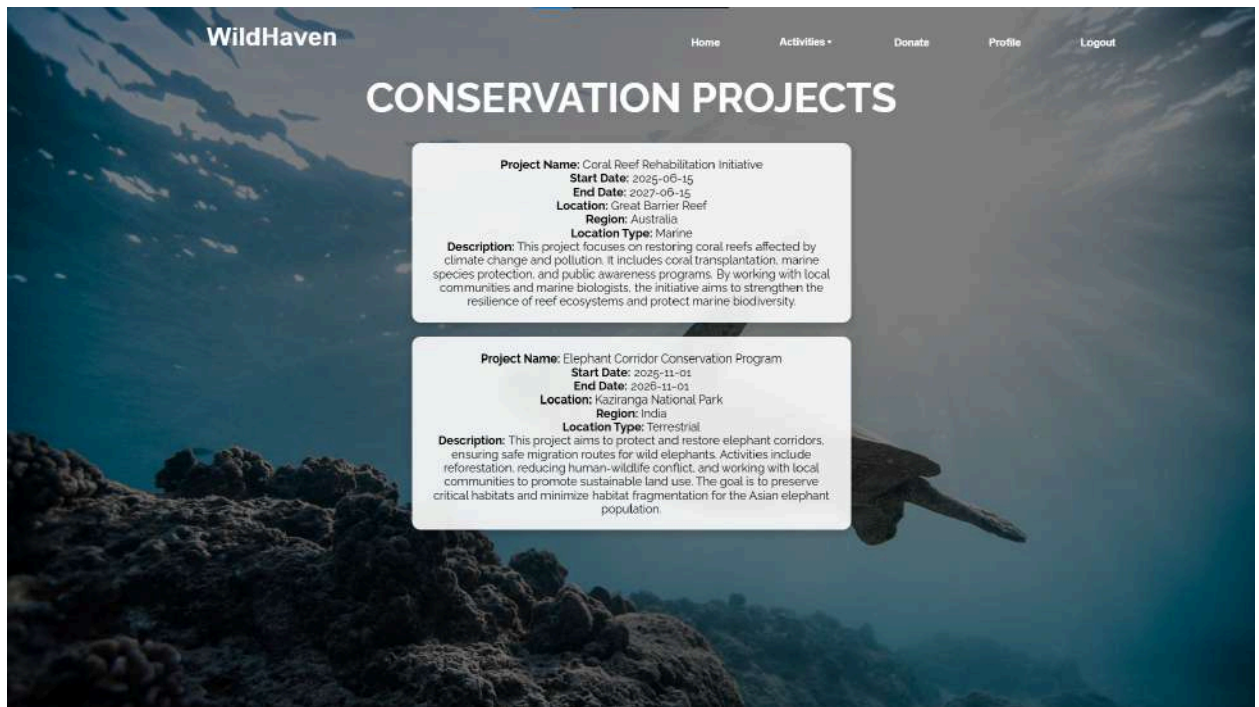 WildHaven
Home Activities Donate Profile Logout
CONSERVATION PROJECTS
Project Name: Coral Reef Rehabilitation Initiative
Start Date: 2025-06-15
End Date: 2027-06-15
Location: Great Barrier Reef
Region: Australia
Location Type: Marine
Description: This project focuses on restoring coral reefs affected by
climate change and pollution. It includes coral transplantation, marine
species protection, and public awareness programs. By working with local
communities and marine biologists, the initiative aims to strengthen the
resilience of reef ecosystems and protect marine biodiversity.
Project Name: Elephant Corridor Conservation Program
Start Date: 2025-11-01
End Date: 2026-11-01
Location: Kaziranga National Park
Region: India
Location Type: Terrestrial
Description: This project aims to protect and restore elephant corridors,
ensuring safe migration routes for wild elephants. Activities include
reforestation, reducing human-wildlife conflict, and working with local
communities to promote sustainable land use. The goal is to preserve
critical habitats and minimize habitat fragmentation for the Asian elephant
population.